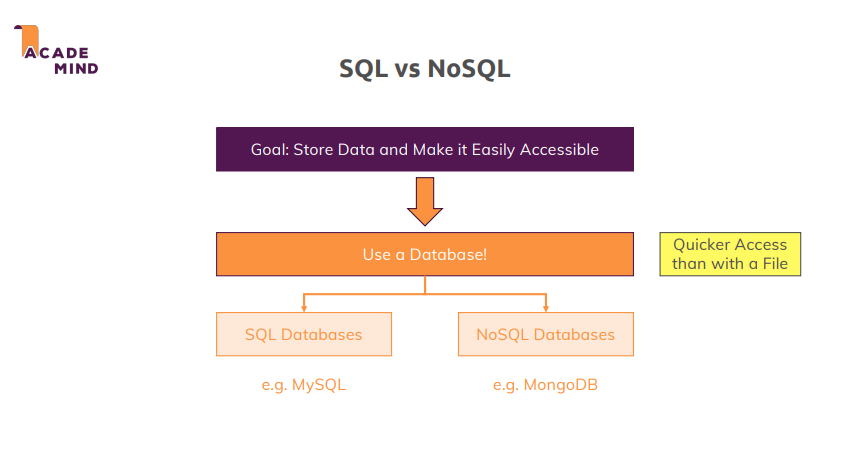 ACADE
MIND
SQL vs NoSQL
Goal: Store Data and Make it Easily Accessible
Use a Database!
Quicker Access
than with a File
SQL Databases
NoSQL Databases
e.g. MySQL
e.g. MongoDB